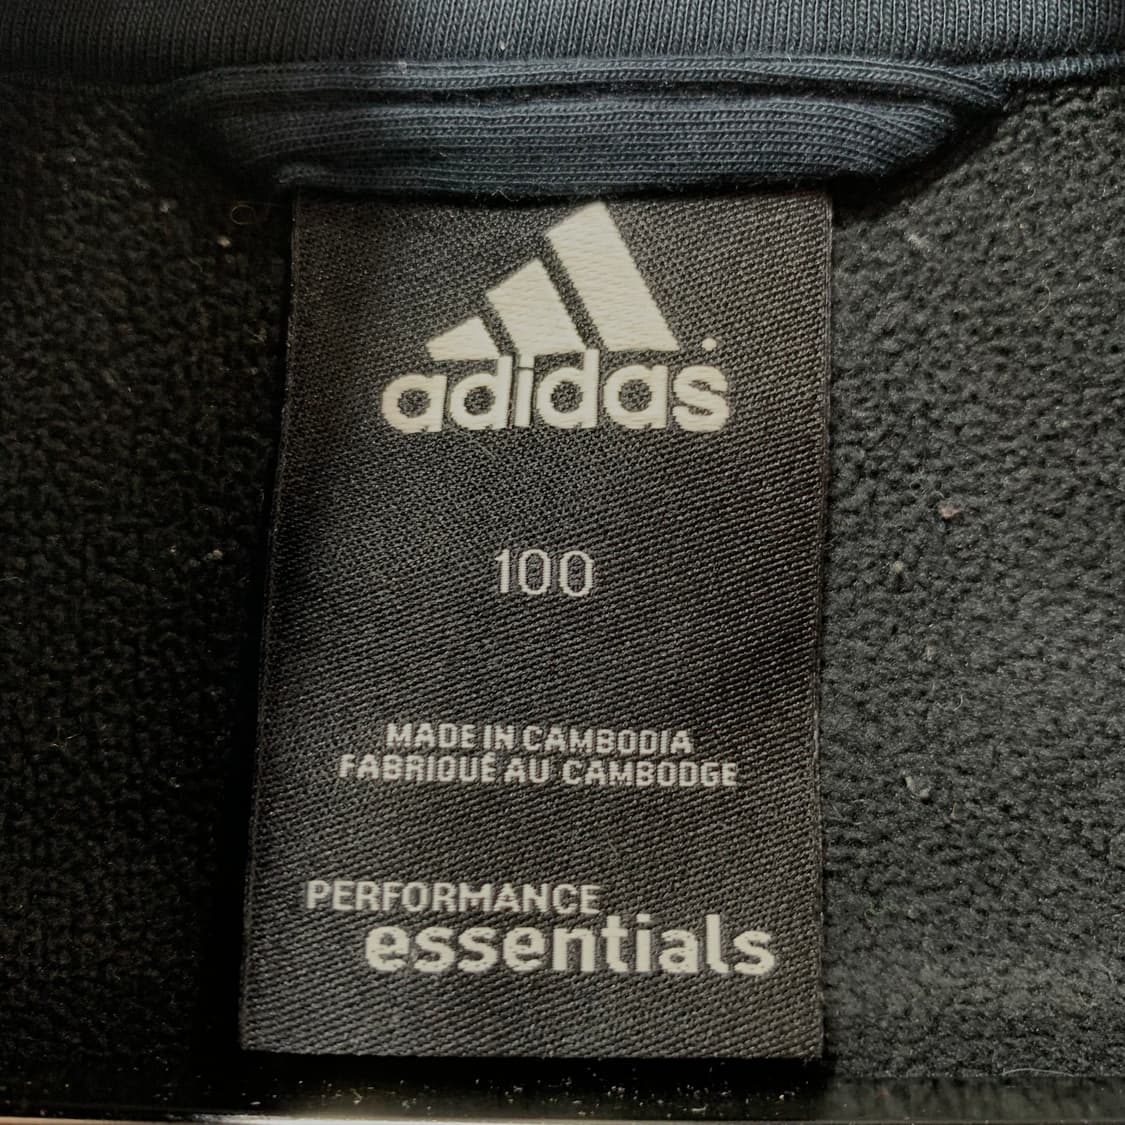 adidas
100
MADE IN CAMBODIA
FABRIQUÉ AU CAMBODGE
PERFORMANCE
essentials